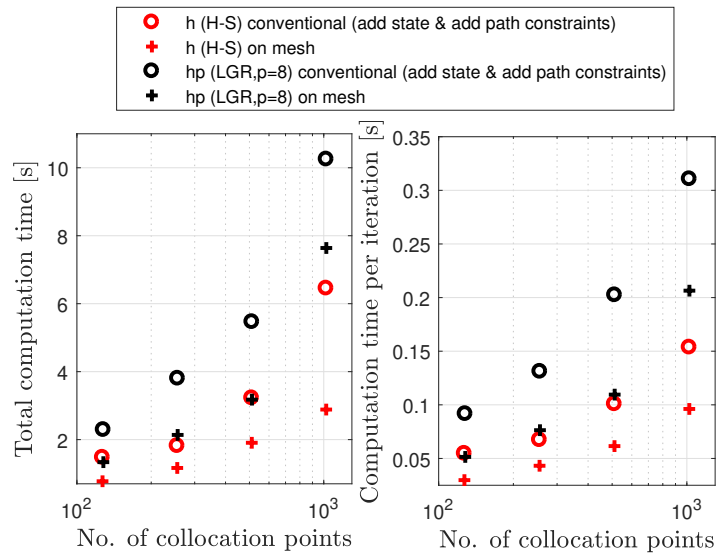 h (H-S) conventional (add state & add path constraints)
h (H-S) on mesh
hp (LGR,p=8) conventional (add state & add path constraints)
hp (LGR,p=8) on mesh
Total computation time [s]
10
8
6
4
2
10^2
10^3
No. of collocation points
Computation time per iteration [s]
0.35
0.3
0.25
0.2
0.15
0.1
0.05
10^2
10^3
No. of collocation points